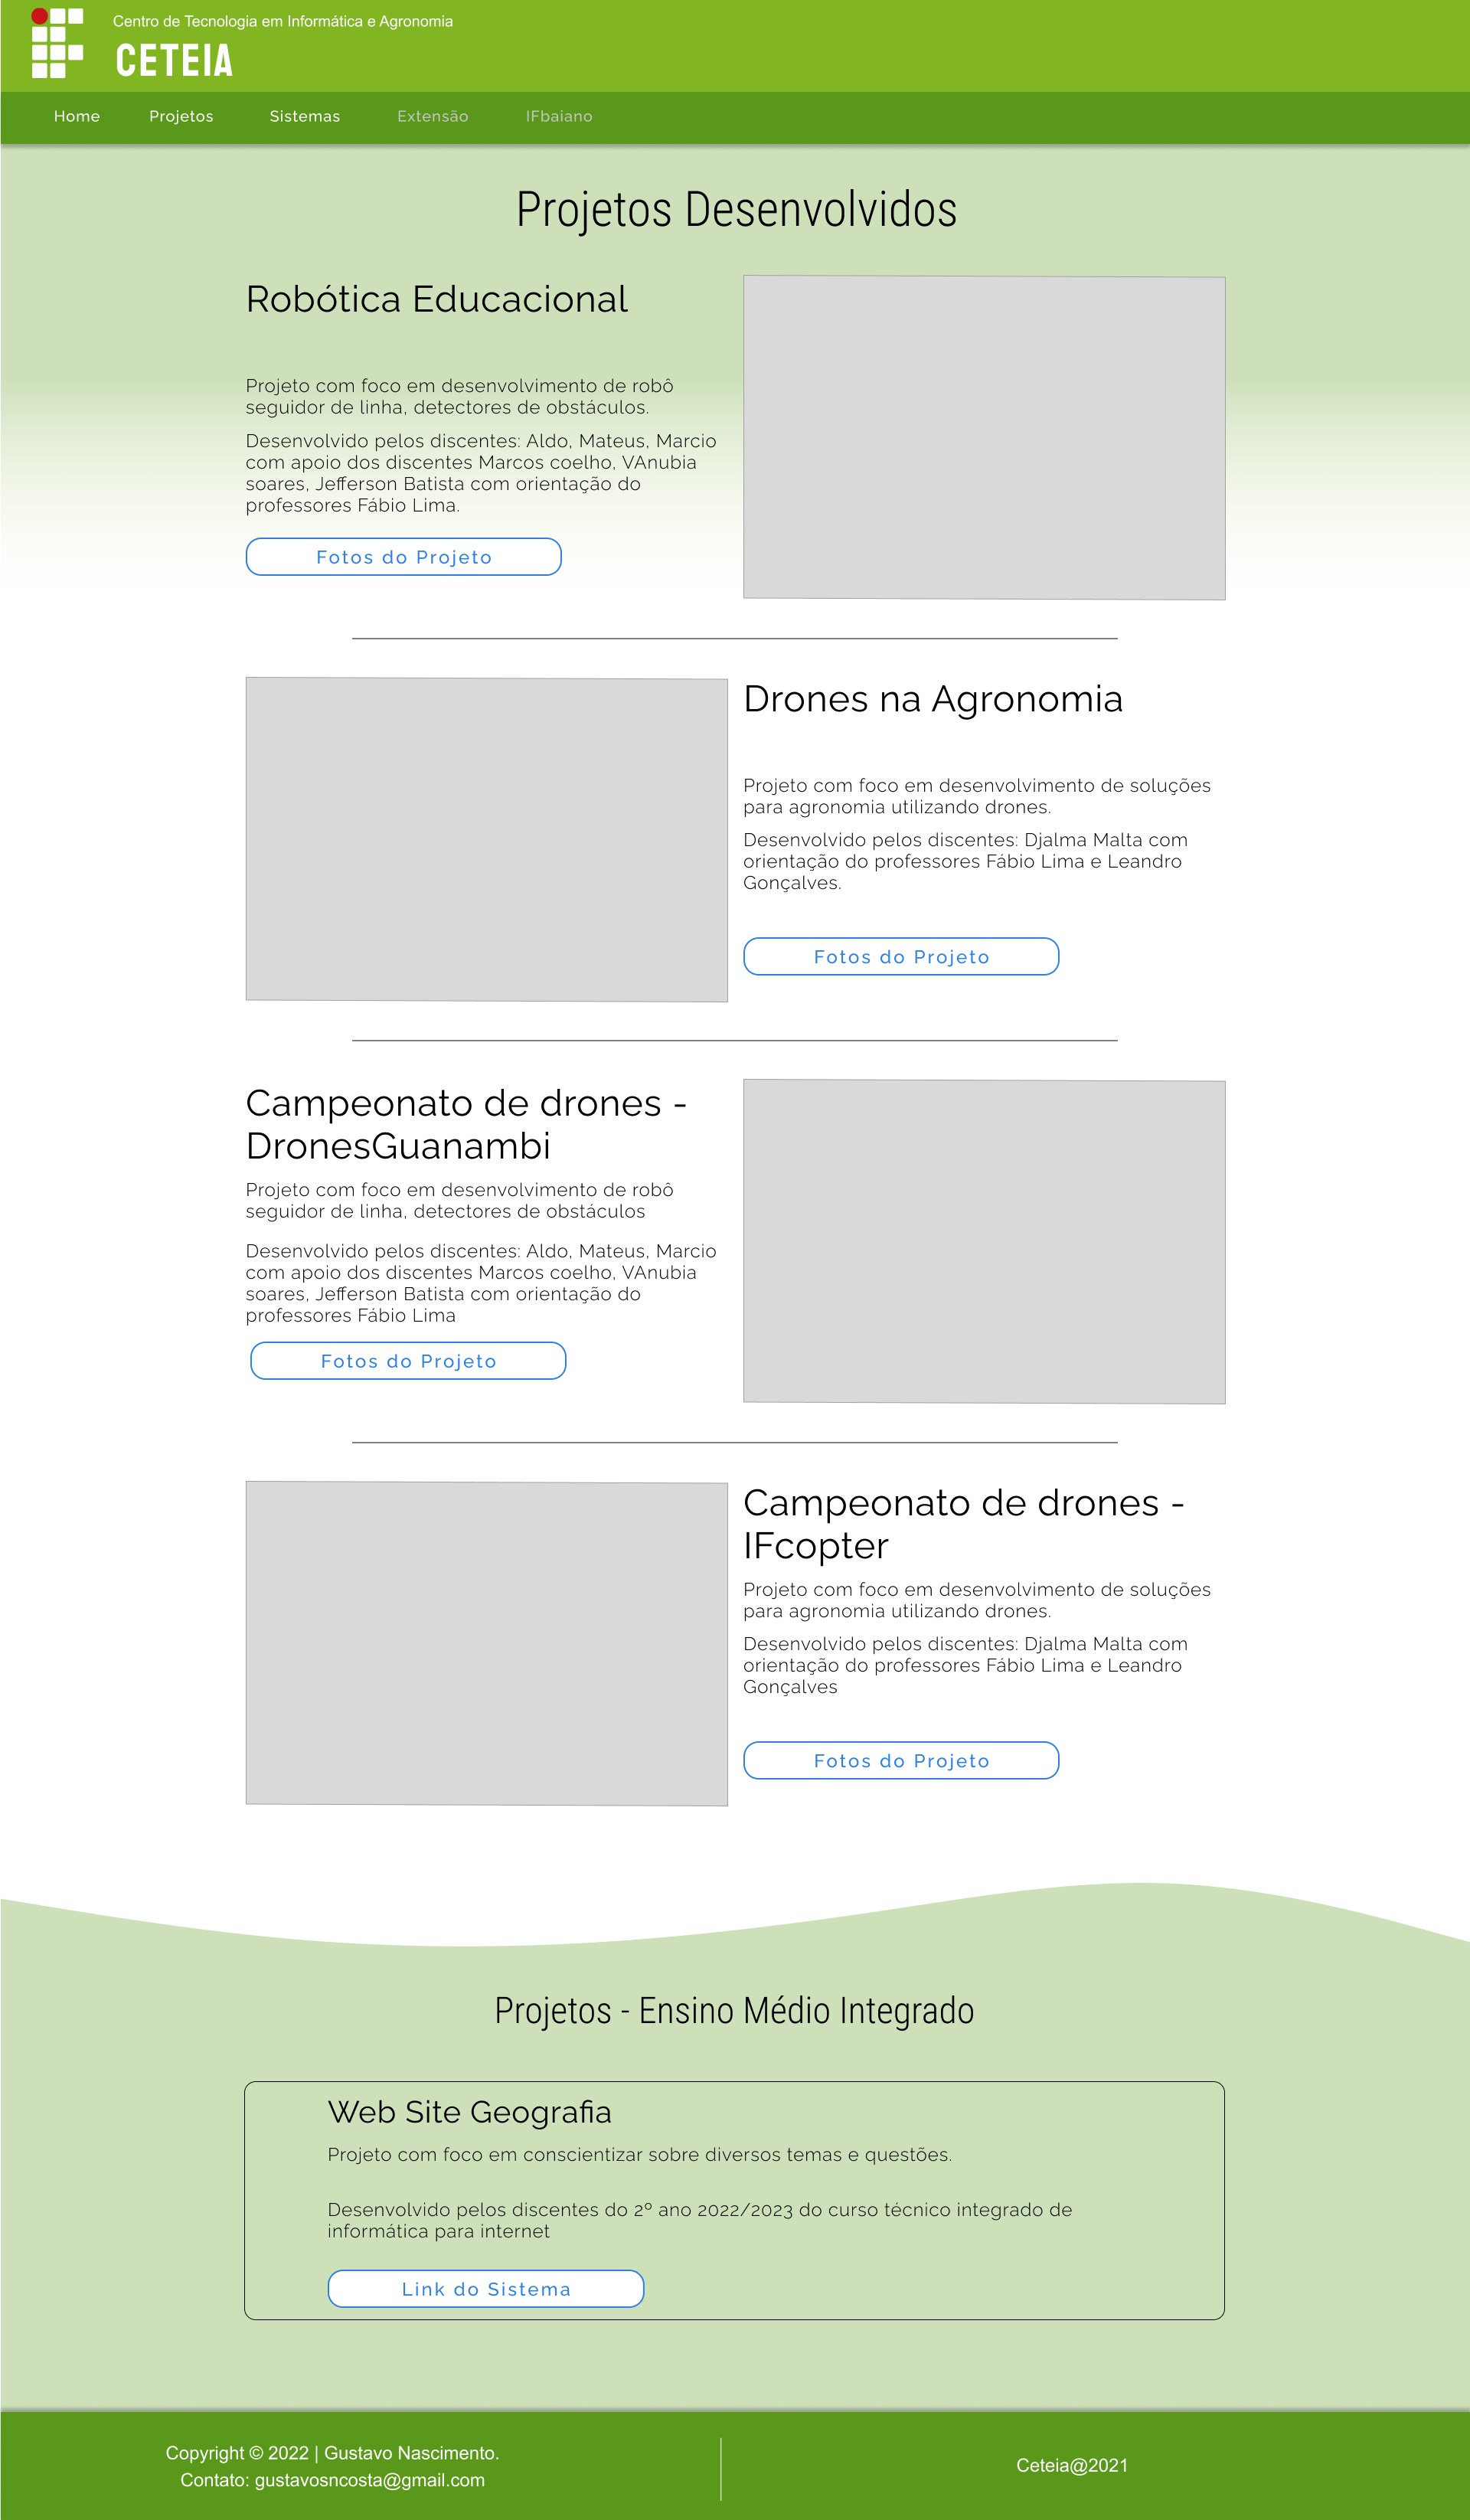 Centro de Tecnologia em Informática e Agronomia
CETEIA
Home Projetos Sistemas Extensão IFbaiano
Projetos Desenvolvidos
Robótica Educacional
Projeto com foco em desenvolvimento de robô
seguidor de linha, detectores de obstáculos.
Desenvolvido pelos discentes: Aldo, Mateus, Marcio
com apoio dos discentes Marcos coelho, VAnubia
soares, Jefferson Batista com orientação do
professores Fábio Lima.
Fotos do Projeto
Drones na Agronomia
Projeto com foco em desenvolvimento de soluções
para agronomia utilizando drones.
Desenvolvido pelos discentes: Djalma Malta com
orientação do professores Fábio Lima e Leandro
Gonçalves.
Fotos do Projeto
Campeonato de drones -
DronesGuanambi
Projeto com foco em desenvolvimento de robô
seguidor de linha, detectores de obstáculos
Desenvolvido pelos discentes: Aldo, Mateus, Marcio
com apoio dos discentes Marcos coelho, VAnubia
soares, Jefferson Batista com orientação do
professores Fábio Lima
Fotos do Projeto
Campeonato de drones -
IFcopter
Projeto com foco em desenvolvimento de soluções
para agronomia utilizando drones.
Desenvolvido pelos discentes: Djalma Malta com
orientação do professores Fábio Lima e Leandro
Gonçalves
Fotos do Projeto
Projetos - Ensino Médio Integrado
Web Site Geografia
Projeto com foco em conscientizar sobre diversos temas e questões.
Desenvolvido pelos discentes do 2º ano 2022/2023 do curso técnico integrado de
informática para internet
Link do Sistema
Copyright © 2022 | Gustavo Nascimento.
Contato: gustavosncosta@gmail.com
Ceteia@2021